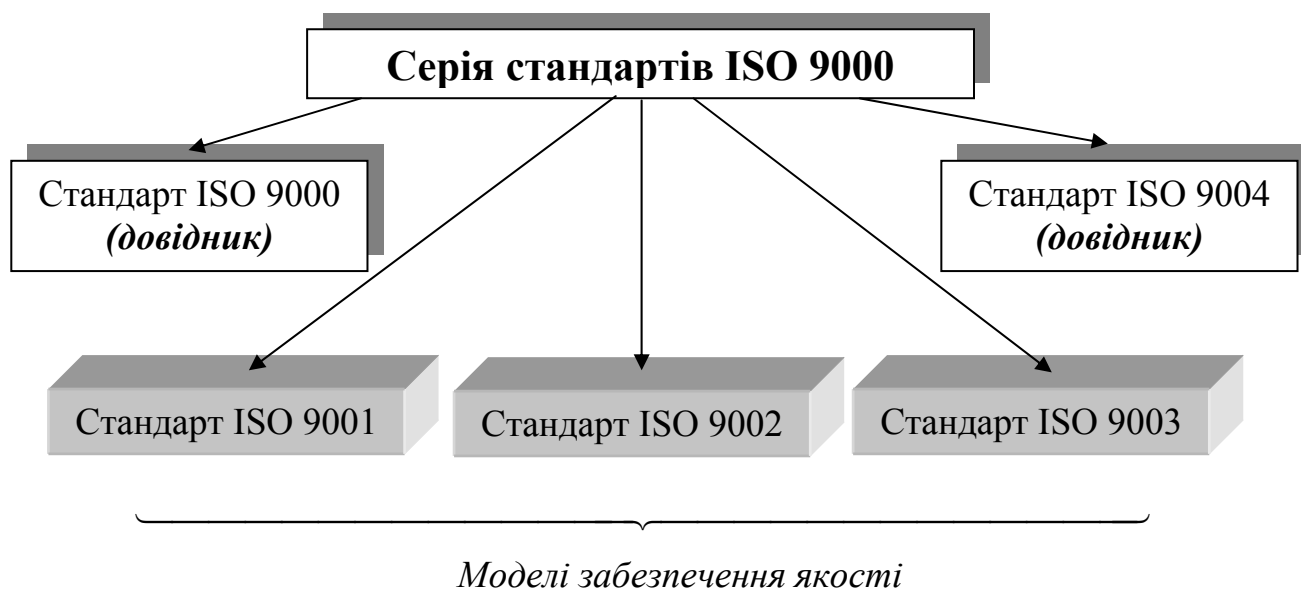 Серія стандартів ISO 9000
Стандарт ISO 9000
(довідник)
Стандарт ISO 9004
(довідник)
Стандарт ISO 9001
Стандарт ISO 9002
Стандарт ISO 9003
Моделі забезпечення якості